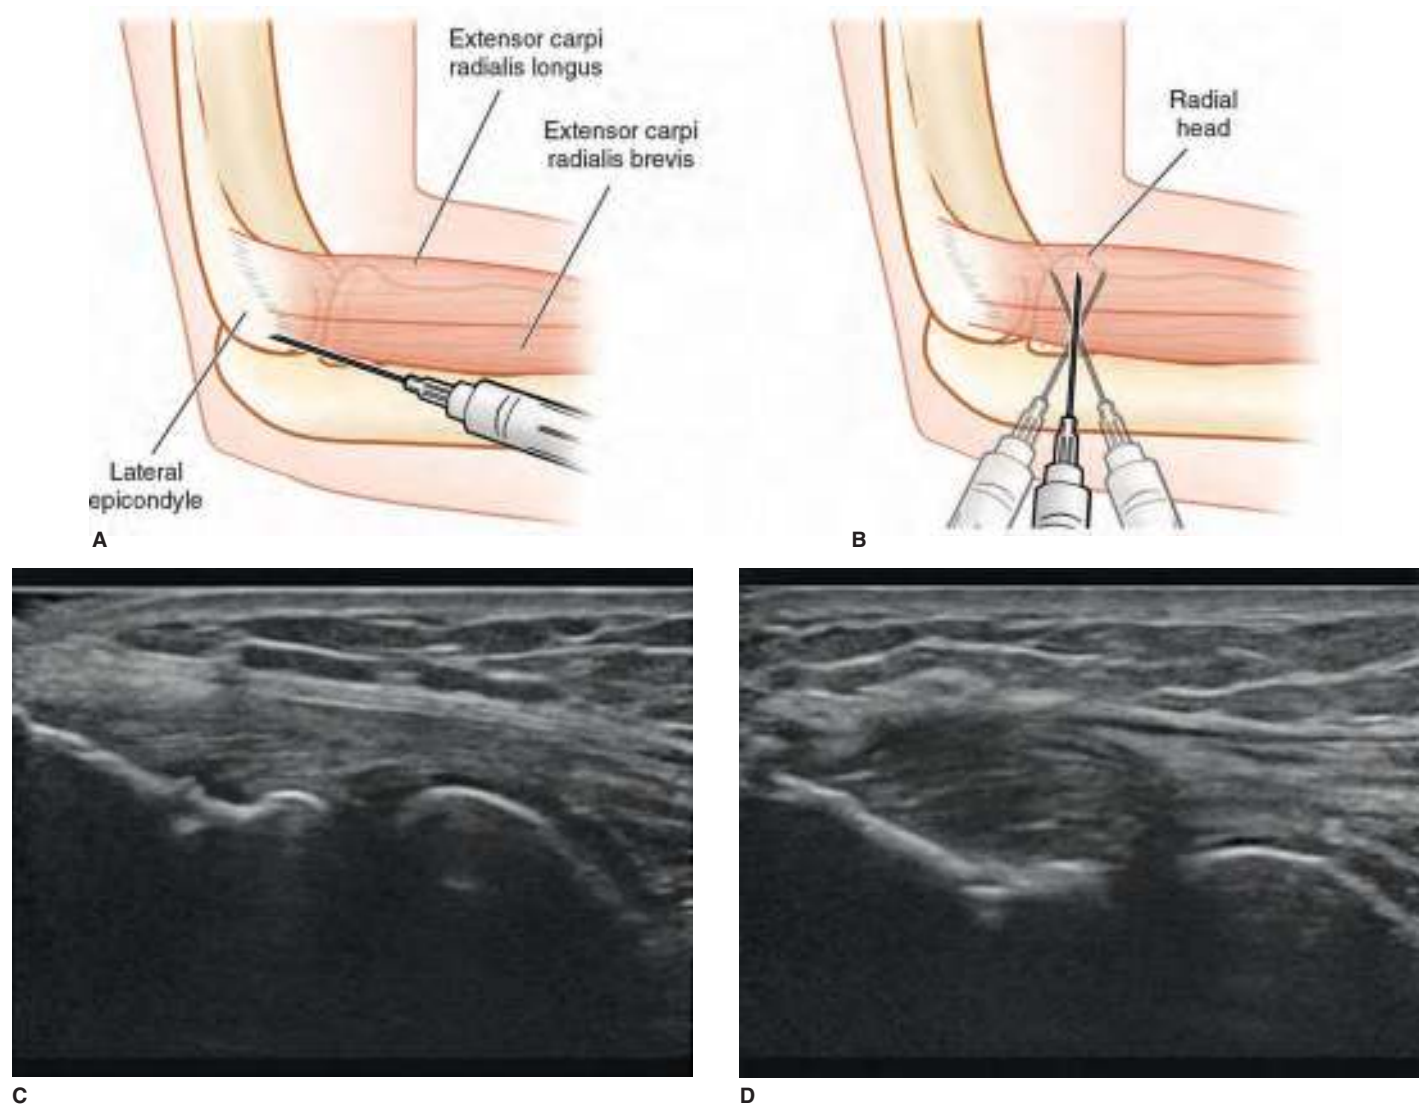 Extensor carpi
radialis longus
Extensor carpi
radialis brevis
Lateral
epicondyle
A
Radial
head
B
C
D